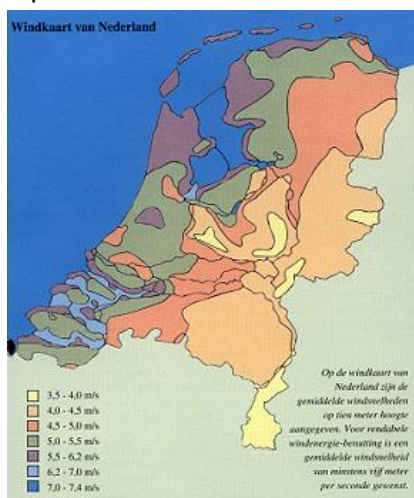 Windkaart van Nederland
3,5 - 4,0 m/s
4,0 - 4,5 m/s
4,5 - 5,0 m/s
5,0 - 5,5 m/s
5,5 - 6,2 m/s
6,2 - 7,0 m/s
7,0 - 7,4 m/s
Op de windkaart van
Nederland zijn de
gemiddelde windsnelheden
op tien meter hoogte
aangegeven. Voor rendabele
windenergie-benutting is een
gemiddelde windsnelheid
van minstens vijf meter
per seconde gewenst.